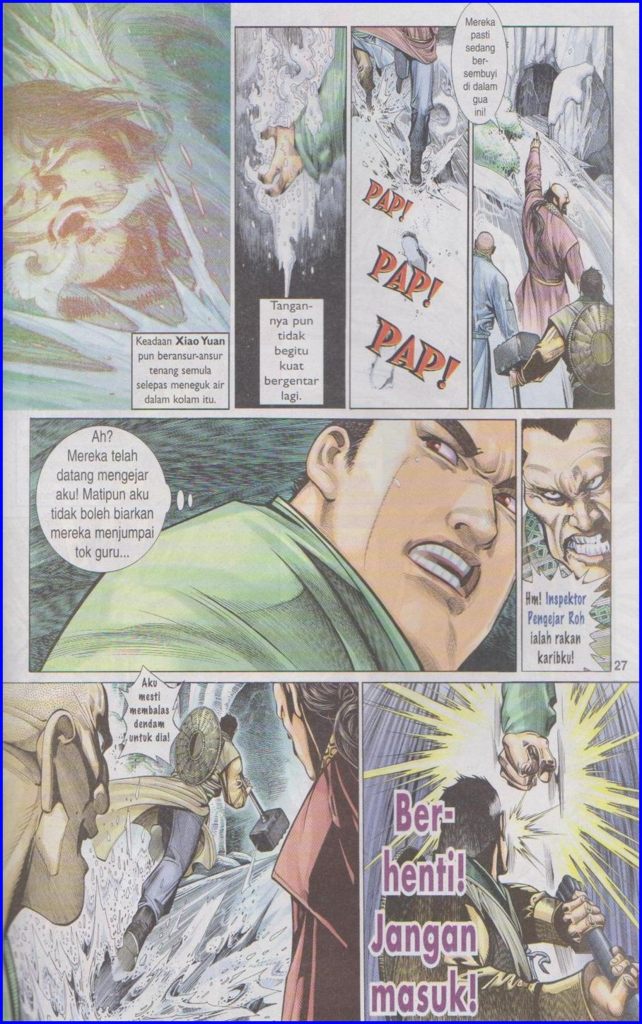 Keadaan Xiao Yuan
pun beransur-ansur
tenang semula
selepas meneguk air
dalam kolam itu.
Tangan-
nya pun
tidak
begitu
kuat
bergentar
lagi.
PAP!
PAP!
PAP!
Mereka
pasti
sedang
ber-
sembuyi
di dalam
gua
ini!
Ah?
Mereka telah
datang mengejar
aku! Matipun aku
tidak boleh biarkan
mereka menjumpai
tok guru...
Hm! Inspektor
Pengejar Roh
ialah rakan
karibku!
27
Aku
mesti
membalas
dendam
untuk dia!
Ber-
henti!
Jangan
masuk!